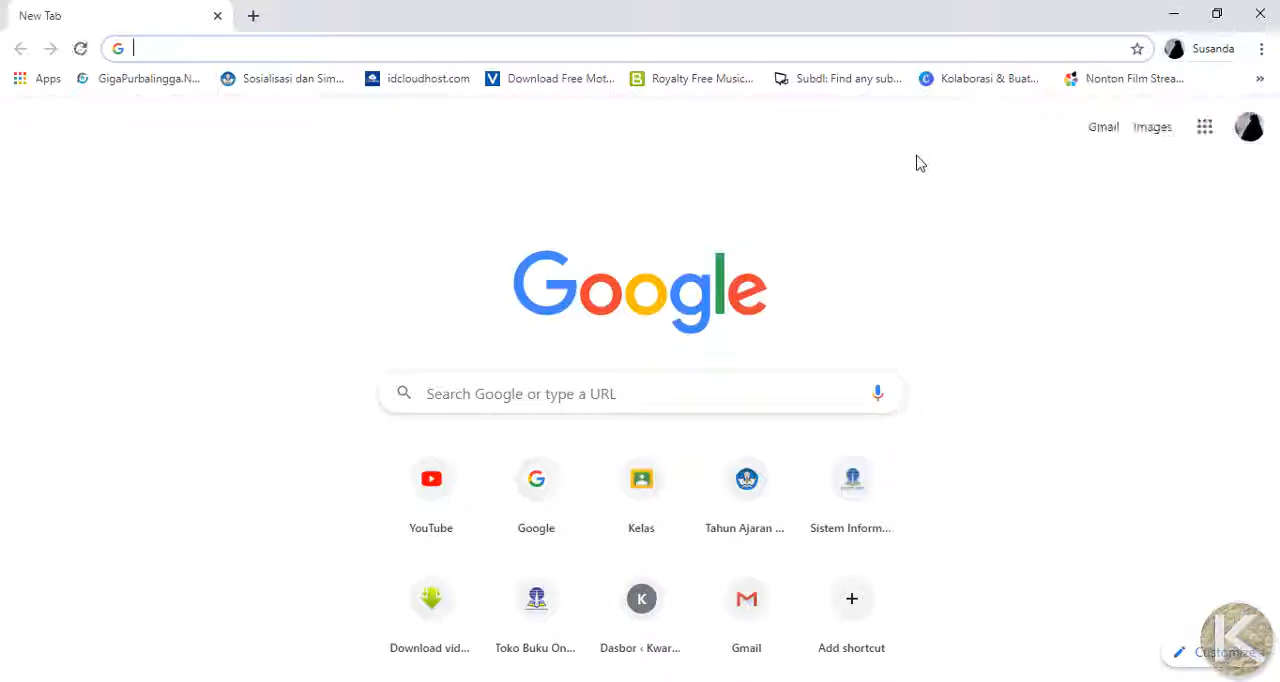 New Tab
Susanda
Apps GigaPurbalingga.N... Sosialisasi dan Sim... idcloudhost.com Download Free Mot... Royalty Free Music... Subdl: Find any sub... Kolaborasi & Buat... Nonton Film Strea... »
Gmail Images
Google
Search Google or type a URL
YouTube Google Kelas Tahun Ajaran ... Sistem Inform...
K
Download vid... Toko Buku On... Dasbor ‹ Kwar... Gmail Add shortcut
Customize
K